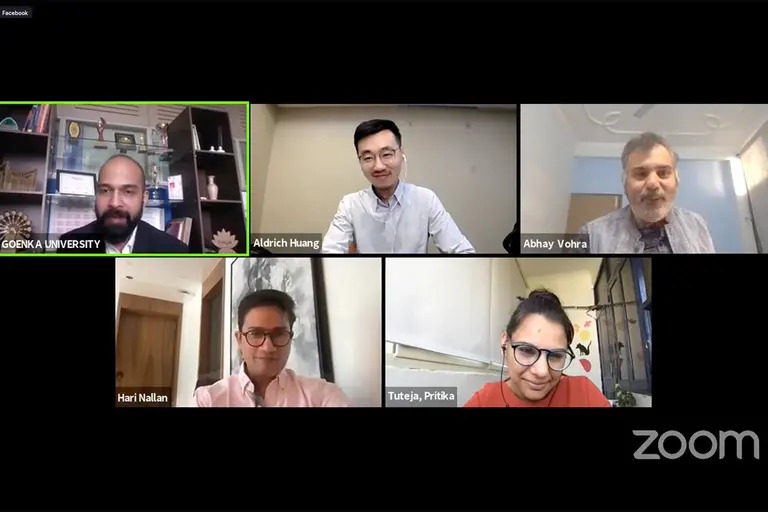 Facebook
GOENKA UNIVERSITY
Aldrich Huang
Abhay Vohra
Hari Nallan
Tuteja, Pritika
zoom